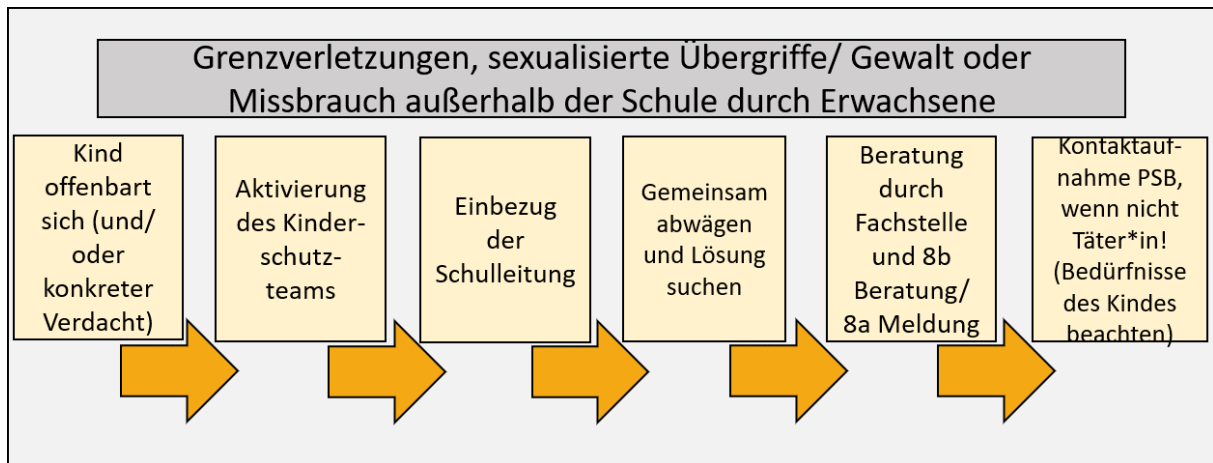 Grenzverletzungen, sexualisierte Übergriffe/ Gewalt oder
Missbrauch außerhalb der Schule durch Erwachsene
Kind
offenbart
sich (und/
oder
konkreter
Verdacht)
Aktivierung
des Kinder-
schutz-
teams
Einbezug
der
Schulleitung
Gemeinsam
abwägen
und Lösung
suchen
Beratung
durch
Fachstelle
und 8b
Beratung/
8a Meldung
Kontaktauf-
nahme PSB,
wenn nicht
Täter*in!
(Bedürfnisse
des Kindes
beachten)